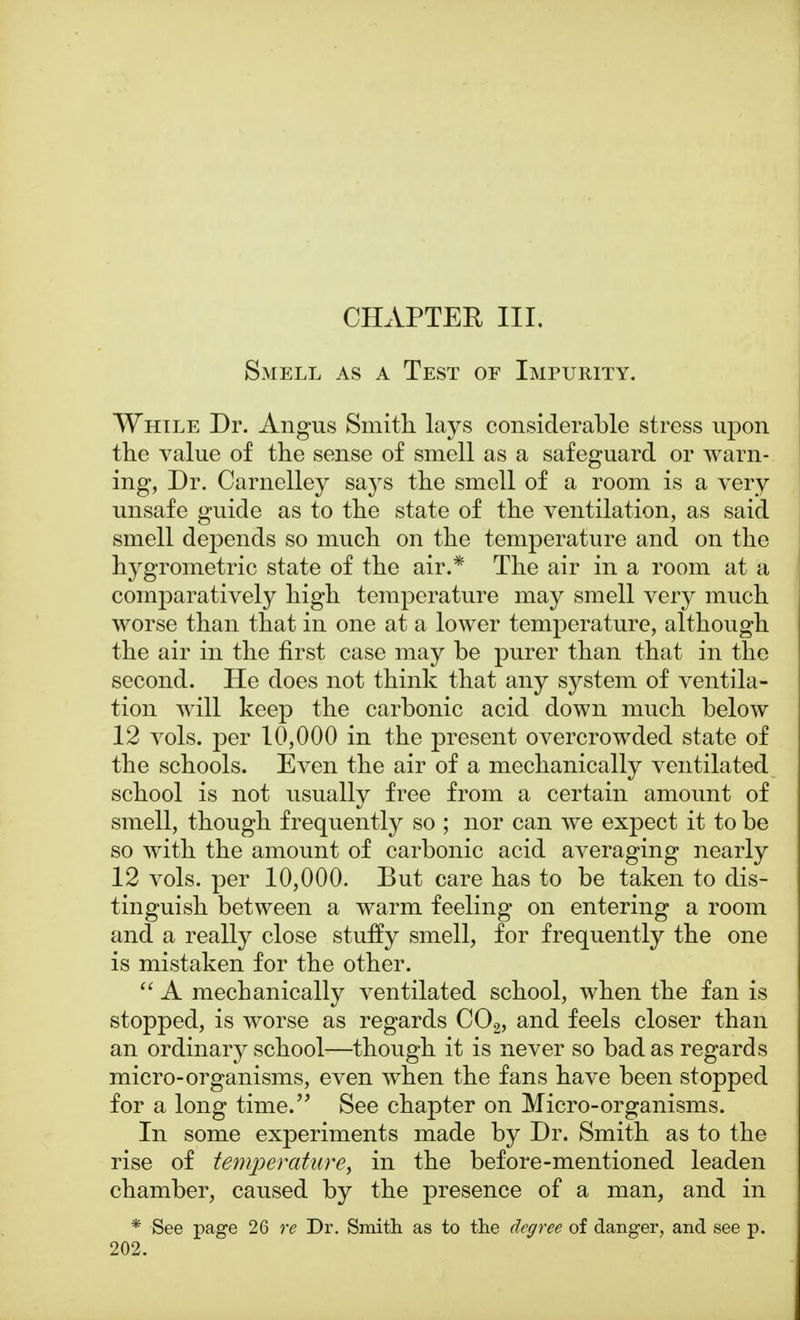 CHAPTER III.
Smell as a Test of Impurity.
While Dr. Angus Smith lays considerable stress upon
the value of the sense of smell as a safeguard or warn-
ing, Dr. Carnelley says the smell of a room is a very
unsafe guide as to the state of the ventilation, as said
smell depends so much on the temperature and on the
hygrometric state of the air.* The air in a room at a
comparatively high temperature may smell very much
worse than that in one at a lower temperature, although
the air in the first case may be purer than that in the
second. He does not think that any system of ventila-
tion will keep the carbonic acid down much below
12 vols. per 10,000 in the present overcrowded state of
the schools. Even the air of a mechanically ventilated
school is not usually free from a certain amount of
smell, though frequently so ; nor can we expect it to be
so with the amount of carbonic acid averaging nearly
12 vols. per 10,000. But care has to be taken to dis-
tinguish between a warm feeling on entering a room
and a really close stuffy smell, for frequently the one
is mistaken for the other.
“ A mechanically ventilated school, when the fan is
stopped, is worse as regards CO₂, and feels closer than
an ordinary school—though it is never so bad as regards
micro-organisms, even when the fans have been stopped
for a long time.” See chapter on Micro-organisms.
In some experiments made by Dr. Smith as to the
rise of temperature, in the before-mentioned leaden
chamber, caused by the presence of a man, and in
* See page 26 re Dr. Smith as to the degree of danger, and see p.
202.